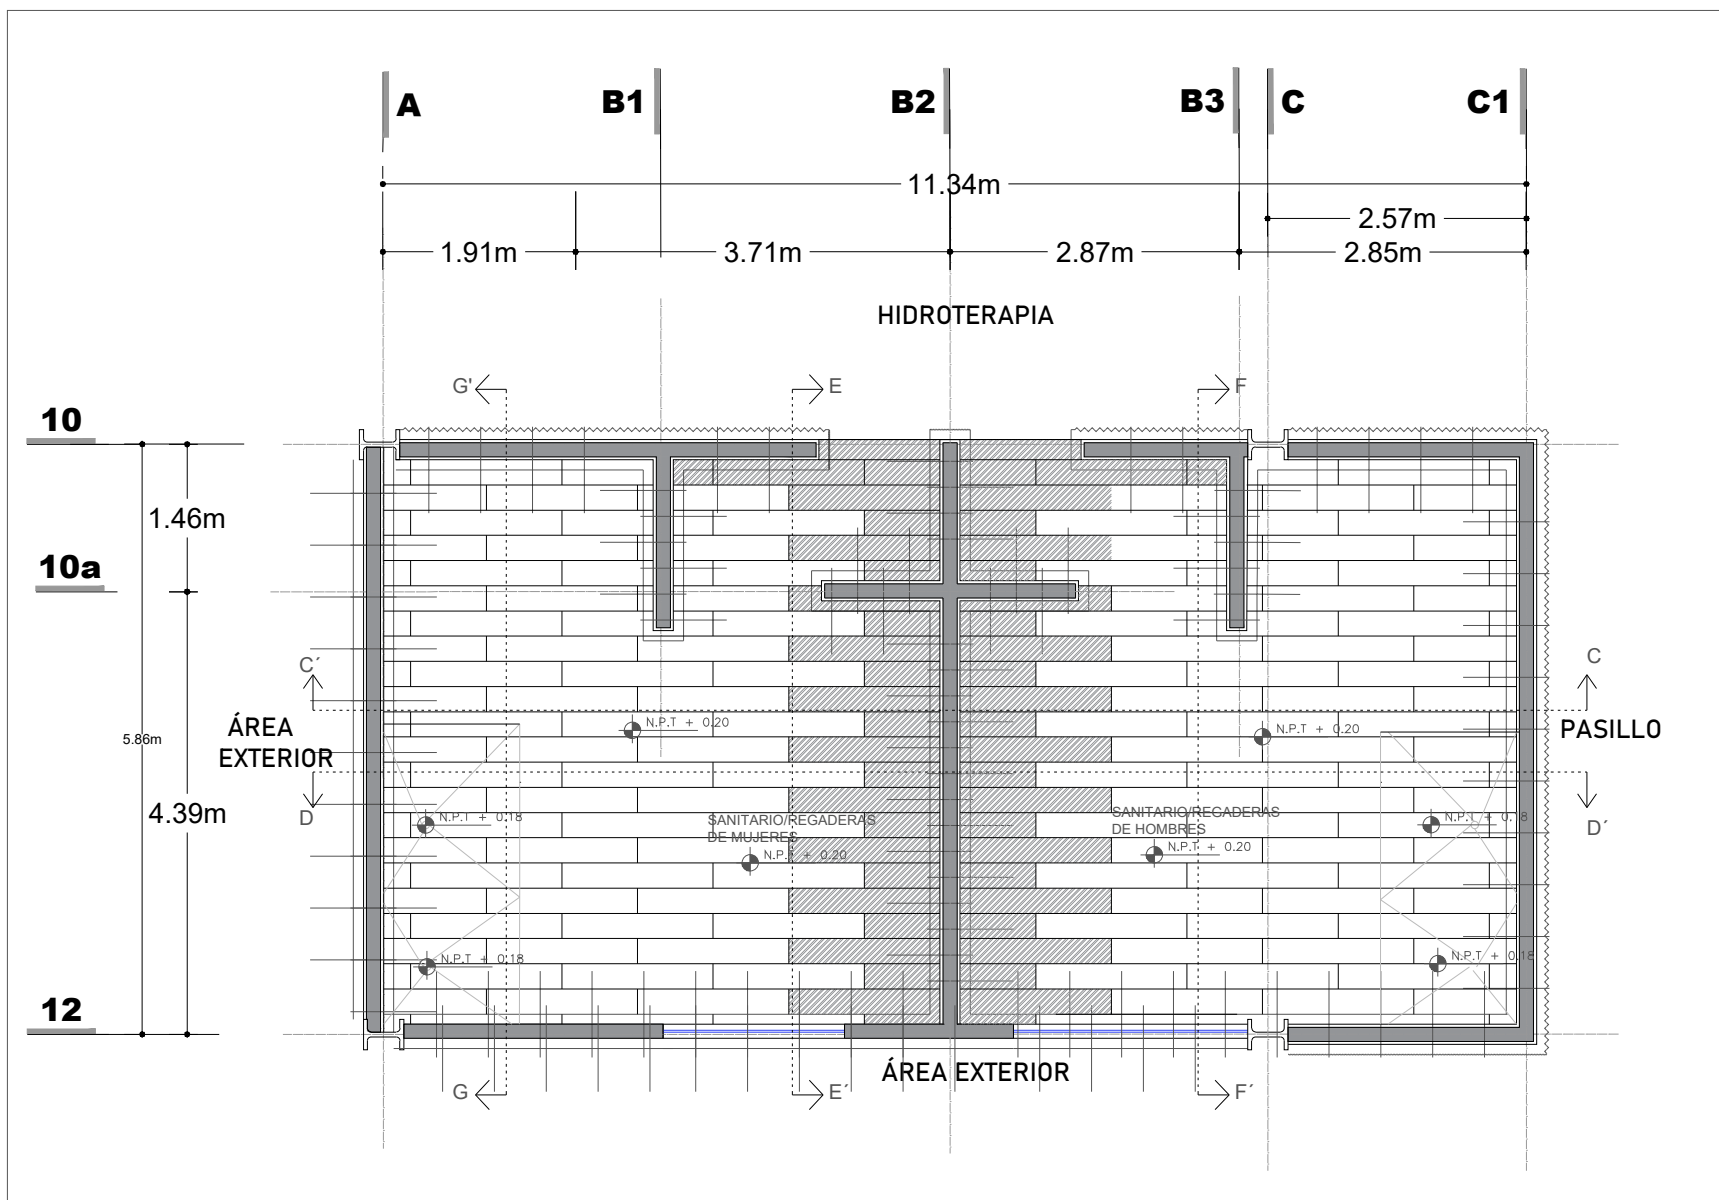 A
B1
B2
B3
C
C1
11.34m
2.57m
1.91m
3.71m
2.87m
2.85m
HIDROTERAPIA
G'
E
F
10
1.46m
10a
C´
C
ÁREA
EXTERIOR
5.86m
N.P.T + 0.20
N.P.T + 0.20
PASILLO
4.39m
D
N.P.T + 0.18
SANITARIO/REGADERAS
DE MUJERES
N.P.T + 0.20
SANITARIO/REGADERAS
DE HOMBRES
N.P.T + 0.20
N.P.T + 0.18
D´
N.P.T + 0.18
N.P.T + 0.18
12
ÁREA EXTERIOR
G
E´
F´